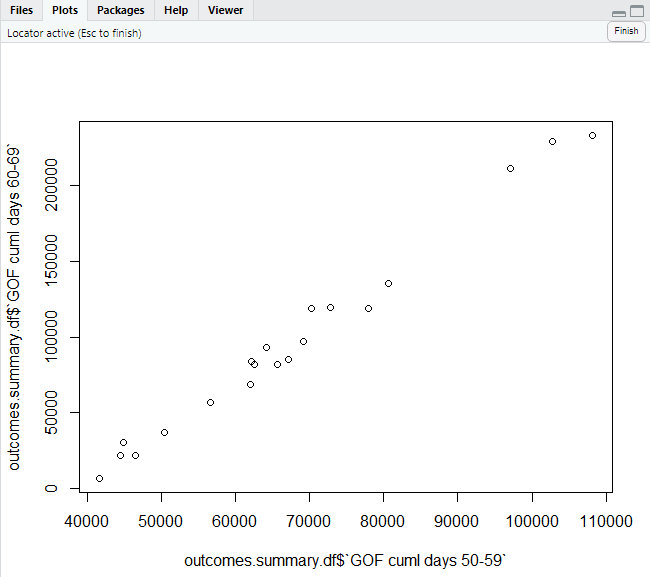 Files Plots Packages Help Viewer
Locator active (Esc to finish)
Finish
outcomes.summary.df$`GOF cuml days 60-69`
200000
150000
100000
50000
0
40000 50000 60000 70000 80000 90000 100000 110000
outcomes.summary.df$`GOF cuml days 50-59`